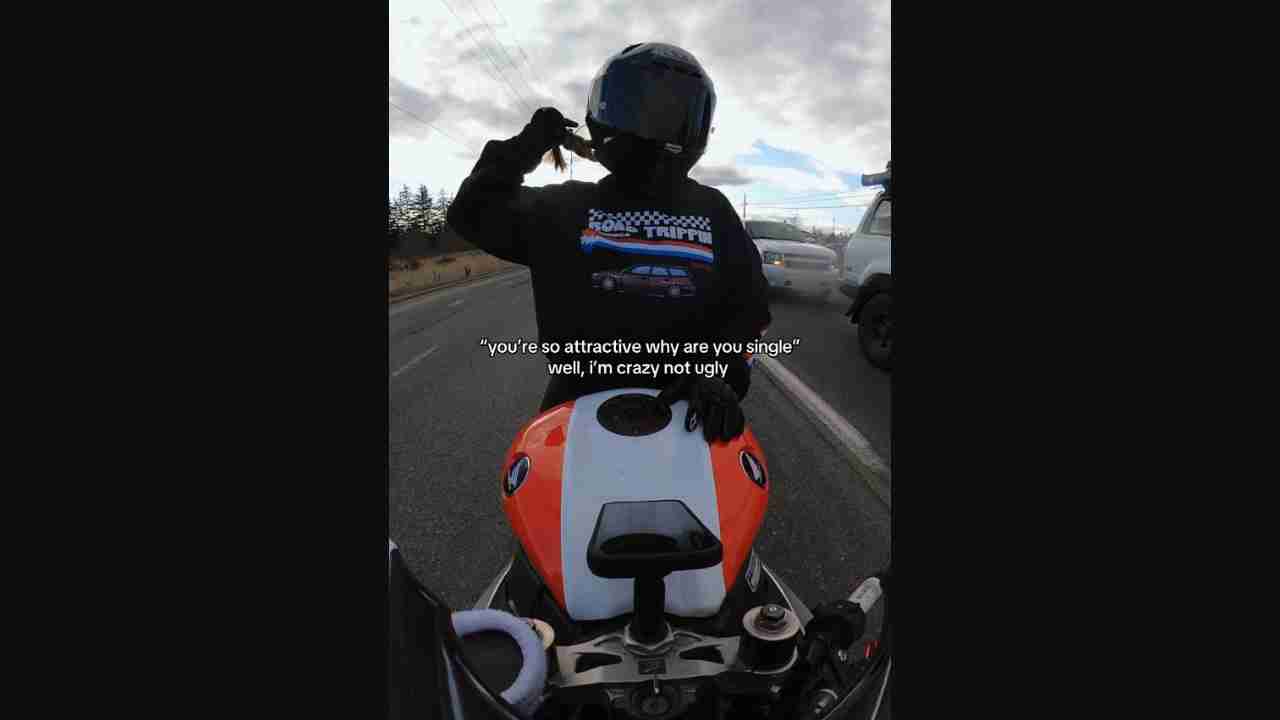 ROAD TRIPPIN
“you’re so attractive why are you single”
well, i’m crazy not ugly